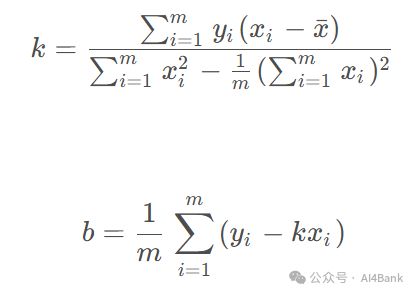 k = \frac{\sum_{i=1}^{m} y_i (x_i - \bar{x})}{\sum_{i=1}^{m} x_i^2 - \frac{1}{m} (\sum_{i=1}^{m} x_i)^2}
b = \frac{1}{m} \sum_{i=1}^{m} (y_i - kx_i)
公众号 · AI4Bank